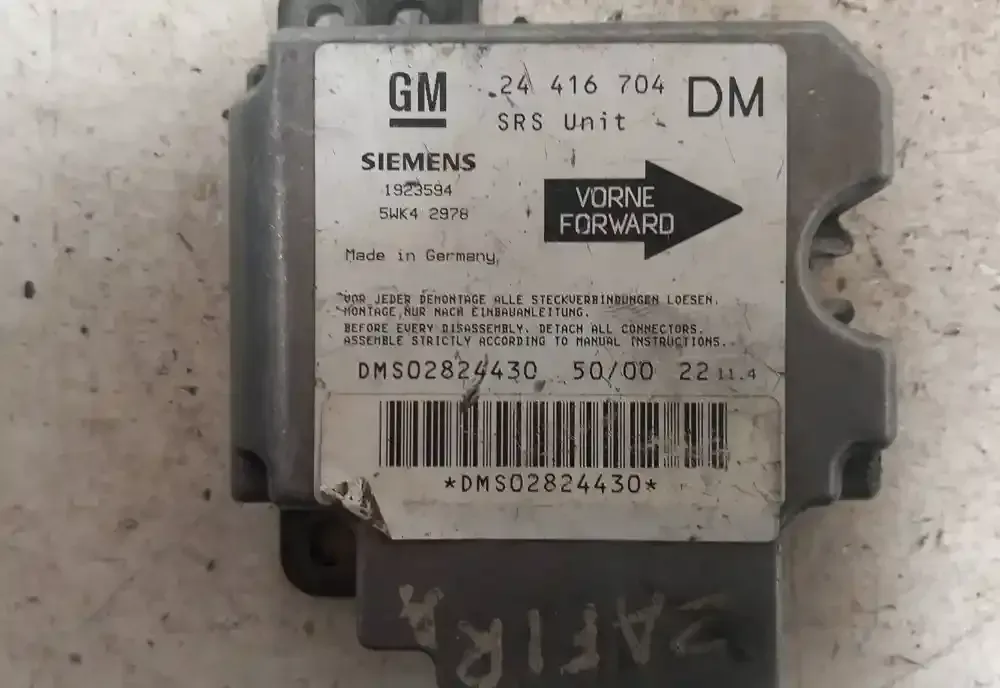 GM 24 416 704 DM
SRS Unit
SIEMENS
1923594
5WK4 2978
VORNE
FORWARD
Made in Germany
VOR JEDER DEMONTAGE ALLE STECKVERBINDUNGEN LOESEN.
MONTAGE NUR NACH EINBAUANLEITUNG.
BEFORE EVERY DISASSEMBLY, DETACH ALL CONNECTORS.
ASSEMBLE STRICTLY ACCORDING TO MANUAL INSTRUCTIONS.
DMS02824430 50/00 22 11.4
*DMS02824430*
ZAFIRA